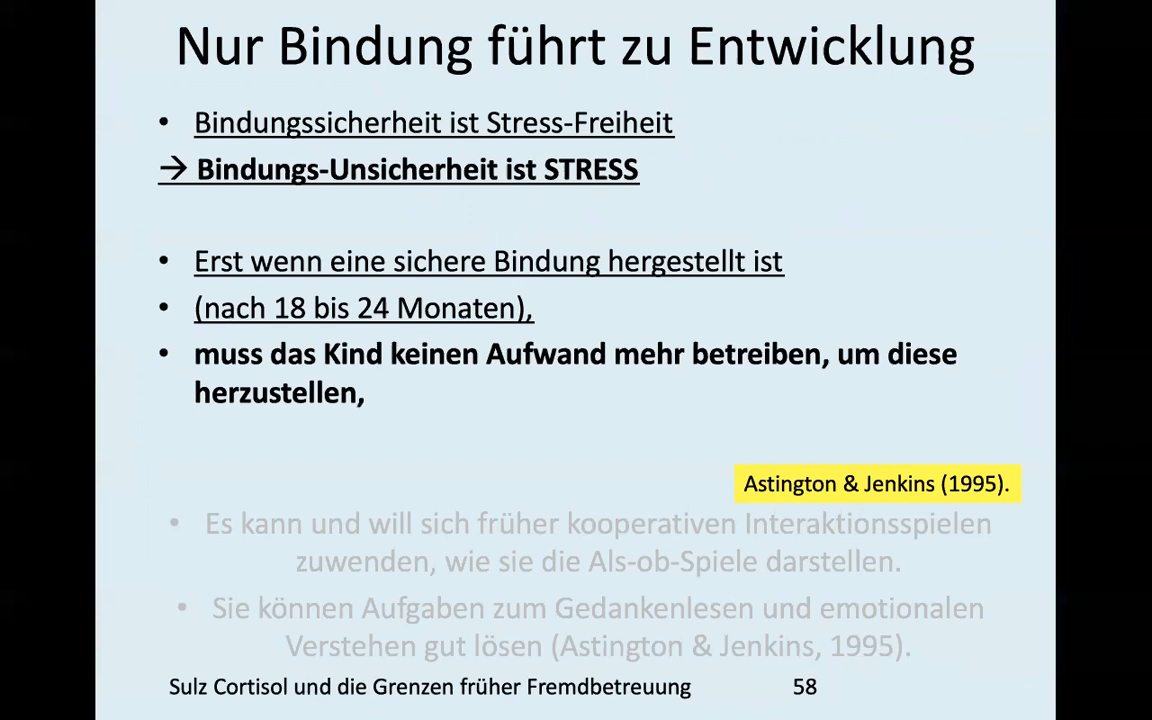 Nur Bindung führt zu Entwicklung
• Bindungssicherheit ist Stress-Freiheit
→ Bindungs-Unsicherheit ist STRESS
• Erst wenn eine sichere Bindung hergestellt ist
• (nach 18 bis 24 Monaten),
• muss das Kind keinen Aufwand mehr betreiben, um diese
herzustellen,
Astington & Jenkins (1995).
• Es kann und will sich früher kooperativen Interaktionsspielen
zuwenden, wie sie die Als-ob-Spiele darstellen.
• Sie können Aufgaben zum Gedankenlesen und emotionalen
Verstehen gut lösen (Astington & Jenkins, 1995).
Sulz Cortisol und die Grenzen früher Fremdbetreuung 58